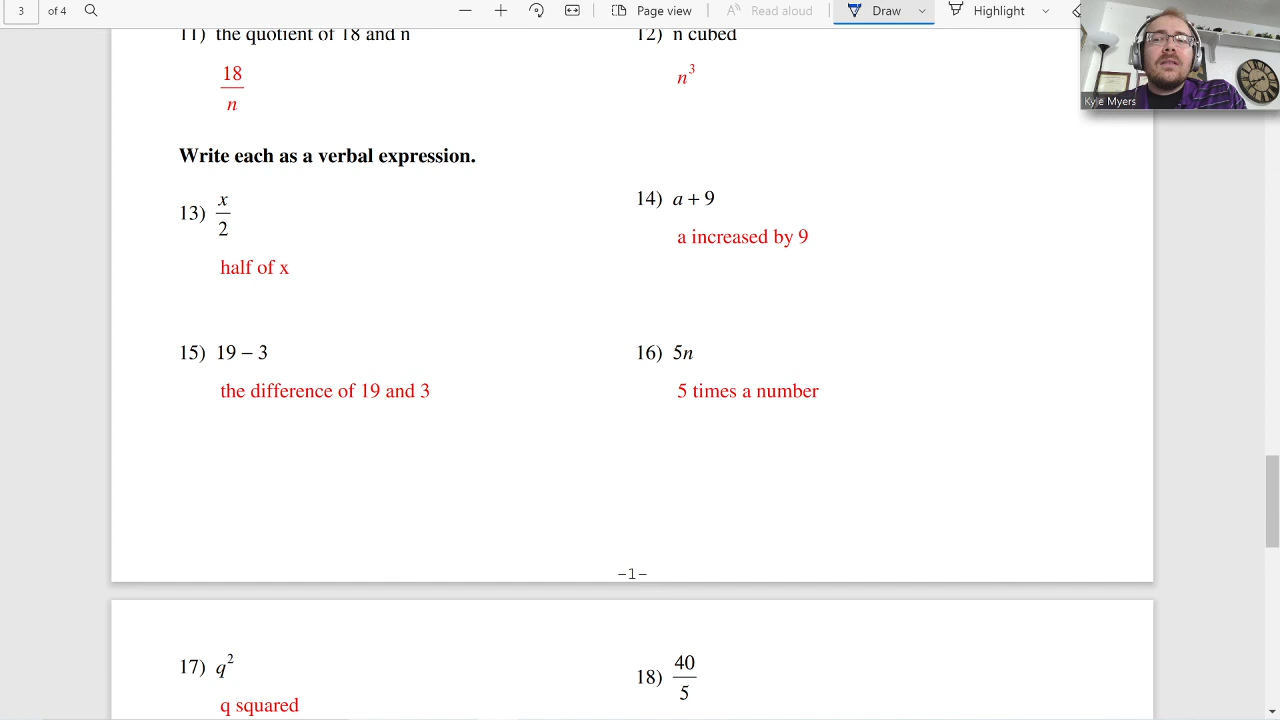 3 of 4 Page view Read aloud Draw Highlight
Kyle Myers
11) the quotient of 18 and n
18
n
12) n cubed
n³
Write each as a verbal expression.
13) x
2
half of x
14) a + 9
a increased by 9
15) 19 − 3
the difference of 19 and 3
16) 5n
5 times a number
-1-
17) q²
q squared
18) 40
5